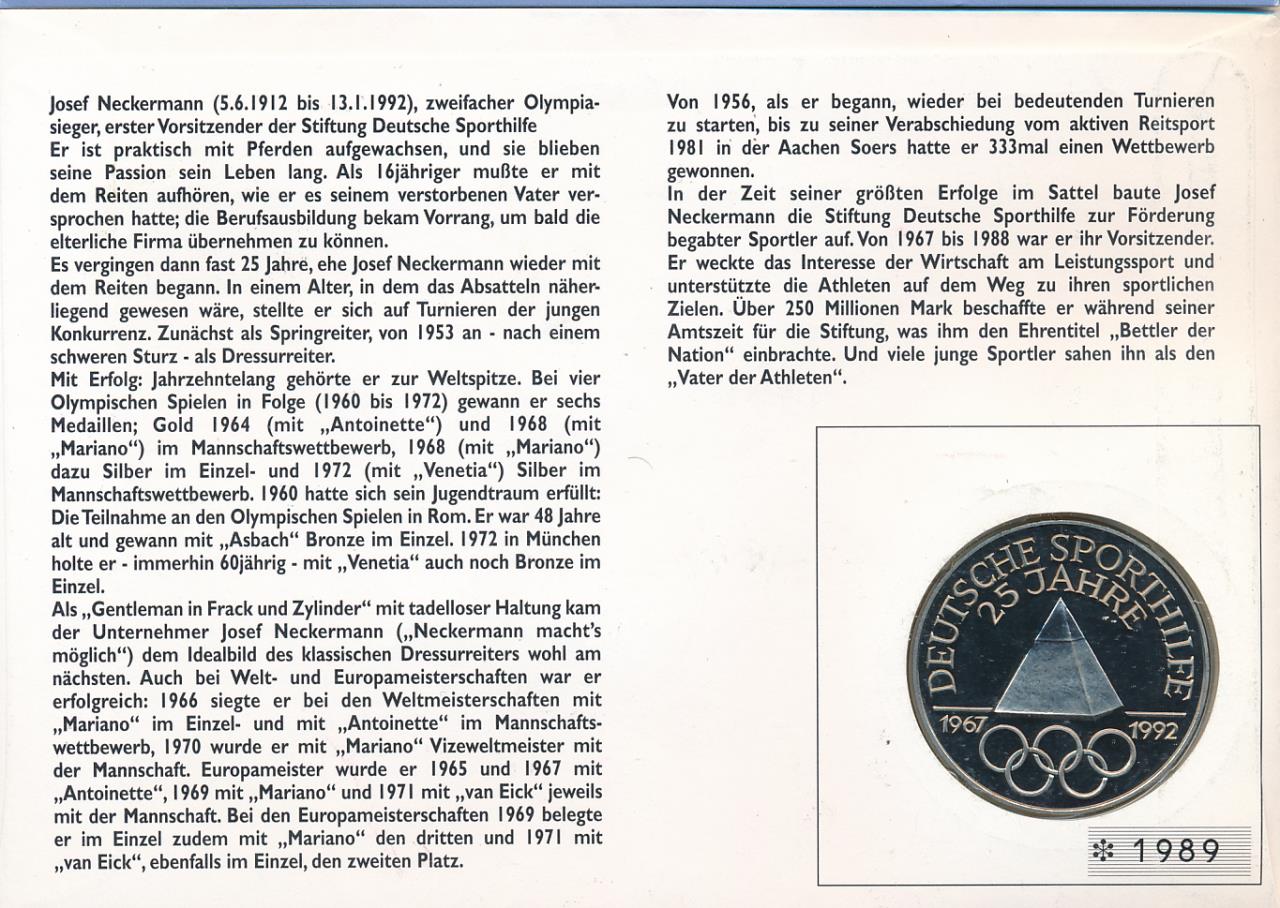 Josef Neckermann (5.6.1912 bis 13.1.1992), zweifacher Olympia-
sieger, erster Vorsitzender der Stiftung Deutsche Sporthilfe
Er ist praktisch mit Pferden aufgewachsen, und sie blieben
seine Passion sein Leben lang. Als 16jähriger mußte er mit
dem Reiten aufhören, wie er es seinem verstorbenen Vater ver-
sprochen hatte; die Berufsausbildung bekam Vorrang, um bald die
elterliche Firma übernehmen zu können.
Es vergingen dann fast 25 Jahre, ehe Josef Neckermann wieder mit
dem Reiten begann. In einem Alter, in dem das Absatteln näher-
liegend gewesen wäre, stellte er sich auf Turnieren der jungen
Konkurrenz. Zunächst als Springreiter, von 1953 an - nach einem
schweren Sturz - als Dressurreiter.
Mit Erfolg: Jahrzehntelang gehörte er zur Weltspitze. Bei vier
Olympischen Spielen in Folge (1960 bis 1972) gewann er sechs
Medaillen; Gold 1964 (mit „Antoinette“) und 1968 (mit
„Mariano“) im Mannschaftswettbewerb, 1968 (mit „Mariano“)
dazu Silber im Einzel- und 1972 (mit „Venetia“) Silber im
Mannschaftswettbewerb. 1960 hatte sich sein Jugendtraum erfüllt:
Die Teilnahme an den Olympischen Spielen in Rom. Er war 48 Jahre
alt und gewann mit „Asbach“ Bronze im Einzel. 1972 in München
holte er - immerhin 60jährig - mit „Venetia“ auch noch Bronze im
Einzel.
Als „Gentleman in Frack und Zylinder“ mit tadelloser Haltung kam
der Unternehmer Josef Neckermann („Neckermann macht's
möglich“) dem Idealbild des klassischen Dressurreiters wohl am
nächsten. Auch bei Welt- und Europameisterschaften war er
erfolgreich: 1966 siegte er bei den Weltmeisterschaften mit
„Mariano“ im Einzel- und mit „Antoinette“ im Mannschafts-
wettbewerb, 1970 wurde er mit „Mariano“ Vizeweltmeister mit
der Mannschaft. Europameister wurde er 1965 und 1967 mit
„Antoinette“, 1969 mit „Mariano“ und 1971 mit „van Eick“ jeweils
mit der Mannschaft. Bei den Europameisterschaften 1969 belegte
er im Einzel zudem mit „Mariano“ den dritten und 1971 mit
„van Eick“, ebenfalls im Einzel, den zweiten Platz.
Von 1956, als er begann, wieder bei bedeutenden Turnieren
zu starten, bis zu seiner Verabschiedung vom aktiven Reitsport
1981 in der Aachen Soers hatte er 333mal einen Wettbewerb
gewonnen.
In der Zeit seiner größten Erfolge im Sattel baute Josef
Neckermann die Stiftung Deutsche Sporthilfe zur Förderung
begabter Sportler auf. Von 1967 bis 1988 war er ihr Vorsitzender.
Er weckte das Interesse der Wirtschaft am Leistungssport und
unterstützte die Athleten auf dem Weg zu ihren sportlichen
Zielen. Über 250 Millionen Mark beschaffte er während seiner
Amtszeit für die Stiftung, was ihm den Ehrentitel „Bettler der
Nation“ einbrachte. Und viele junge Sportler sahen ihn als den
„Vater der Athleten“.
DEUTSCHE SPORTHILFE
25 JAHRE
1967 1992
✻ 1989